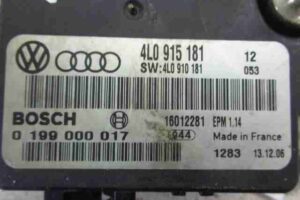 4L0 915 181 12
SW:4L0 910 181 053
BOSCH 16012281 EPM 1.14
0 199 000 017 944 Made in France
1283 13.12.06